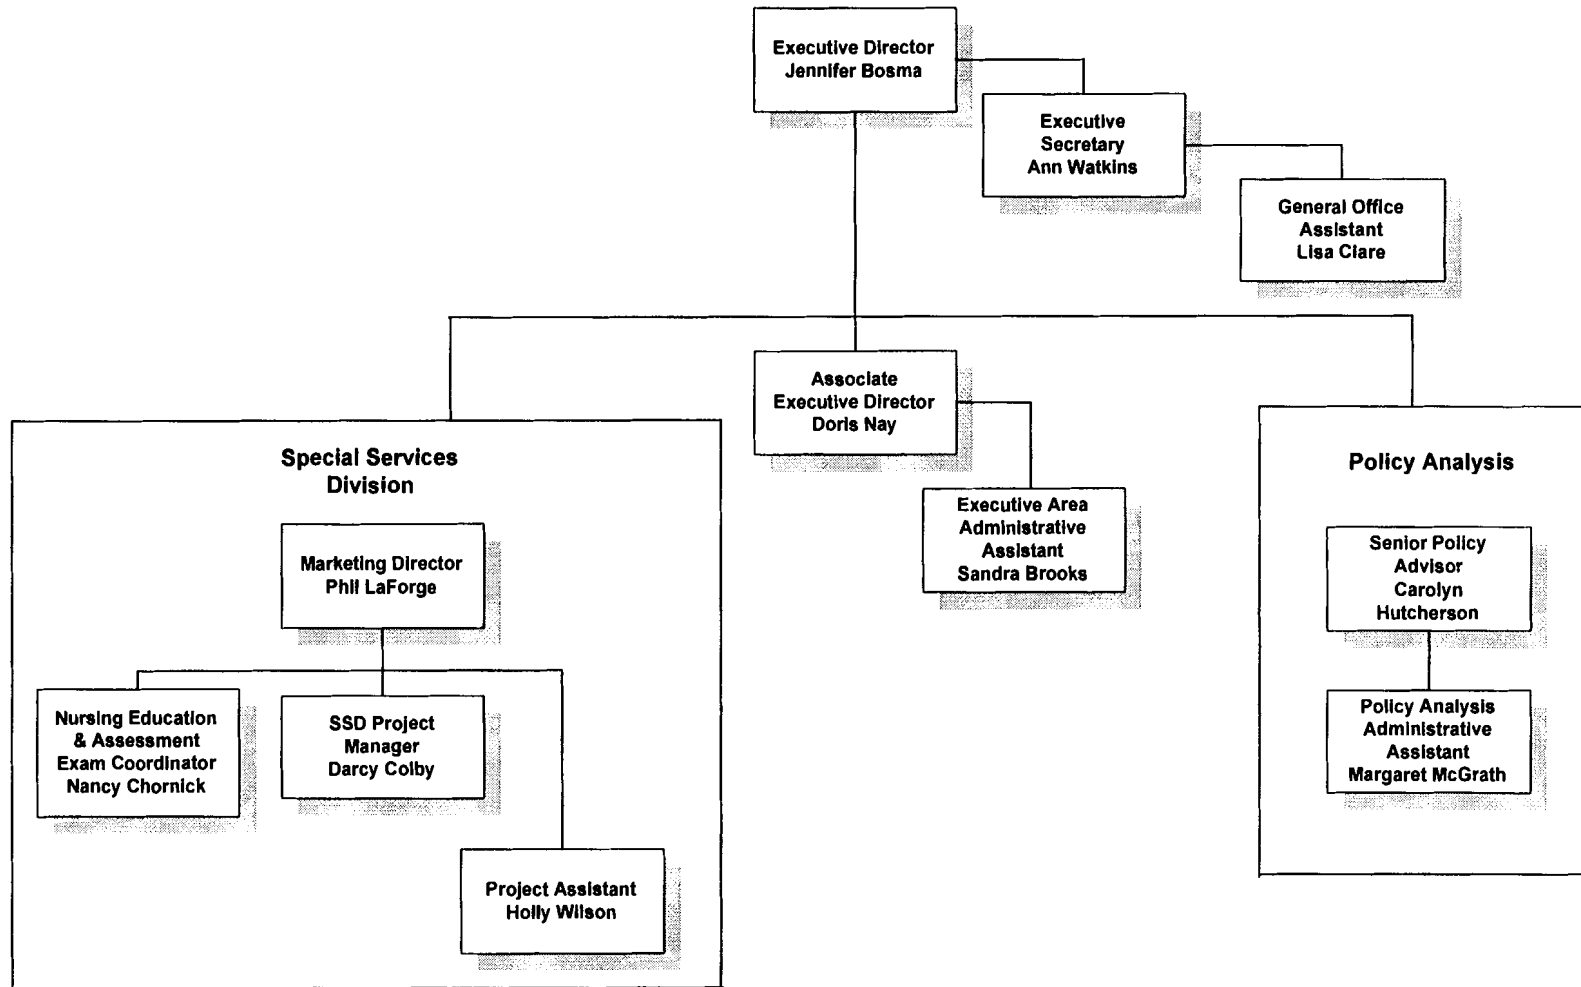 Executive Director
Jennifer Bosma
Executive
Secretary
Ann Watkins
General Office
Assistant
Lisa Clare
Associate
Executive Director
Doris Nay
Executive Area
Administrative
Assistant
Sandra Brooks
Special Services
Division
Marketing Director
Phil LaForge
Nursing Education
& Assessment
Exam Coordinator
Nancy Chornick
SSD Project
Manager
Darcy Colby
Project Assistant
Holly Wilson
Policy Analysis
Senior Policy
Advisor
Carolyn
Hutcherson
Policy Analysis
Administrative
Assistant
Margaret McGrath